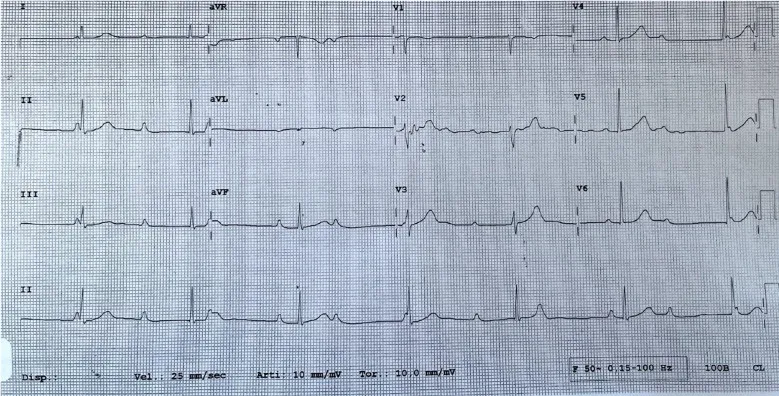 I aVR V1 V4
II aVL V2 V5
III aVF V3 V6
II
Disp.: Vel.: 25 mm/sec Arti: 10 mm/mV Tor.: 10,0 mm/mV F 50~ 0,15-100 Hz 100B CL